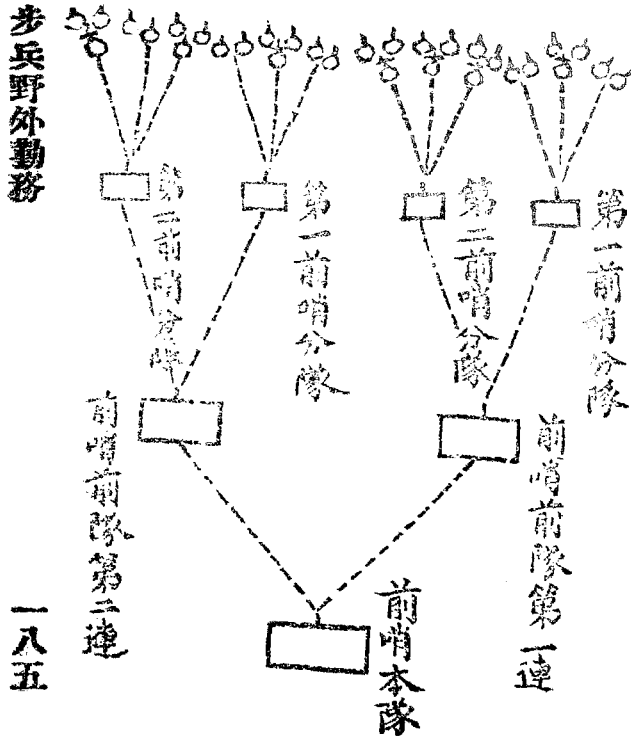 第一前哨分隊
第二前哨分隊
第一前哨分隊
第二前哨分隊
前哨前隊第一連
前哨前隊第二連
前哨本隊
步兵野外勤務
一八五